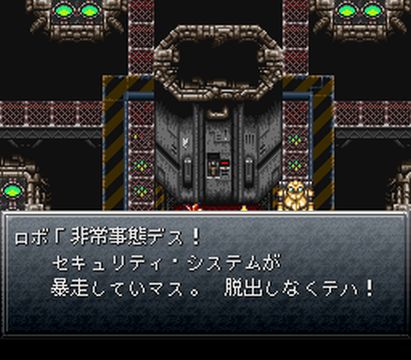 ロボ「非常事態デス！
セキュリティ・システムが
暴走していマス。 脱出しなくテハ！